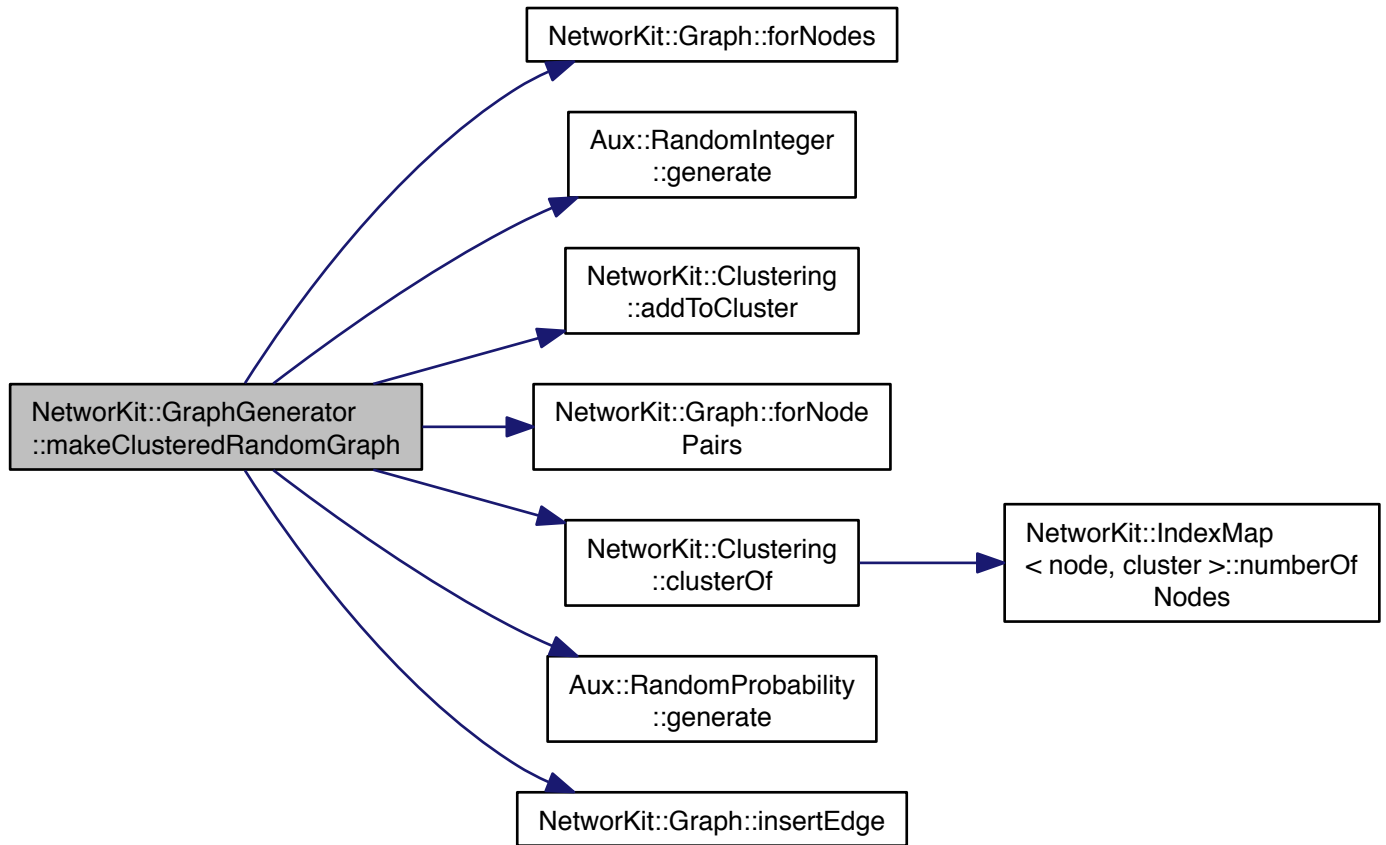 NetworKit::Graph::forNodes
Aux::RandomInteger
::generate
NetworKit::Clustering
::addToCluster
NetworKit::GraphGenerator
::makeClusteredRandomGraph
NetworKit::Graph::forNode
Pairs
NetworKit::Clustering
::clusterOf
NetworKit::IndexMap
< node, cluster >::numberOf
Nodes
Aux::RandomProbability
::generate
NetworKit::Graph::insertEdge